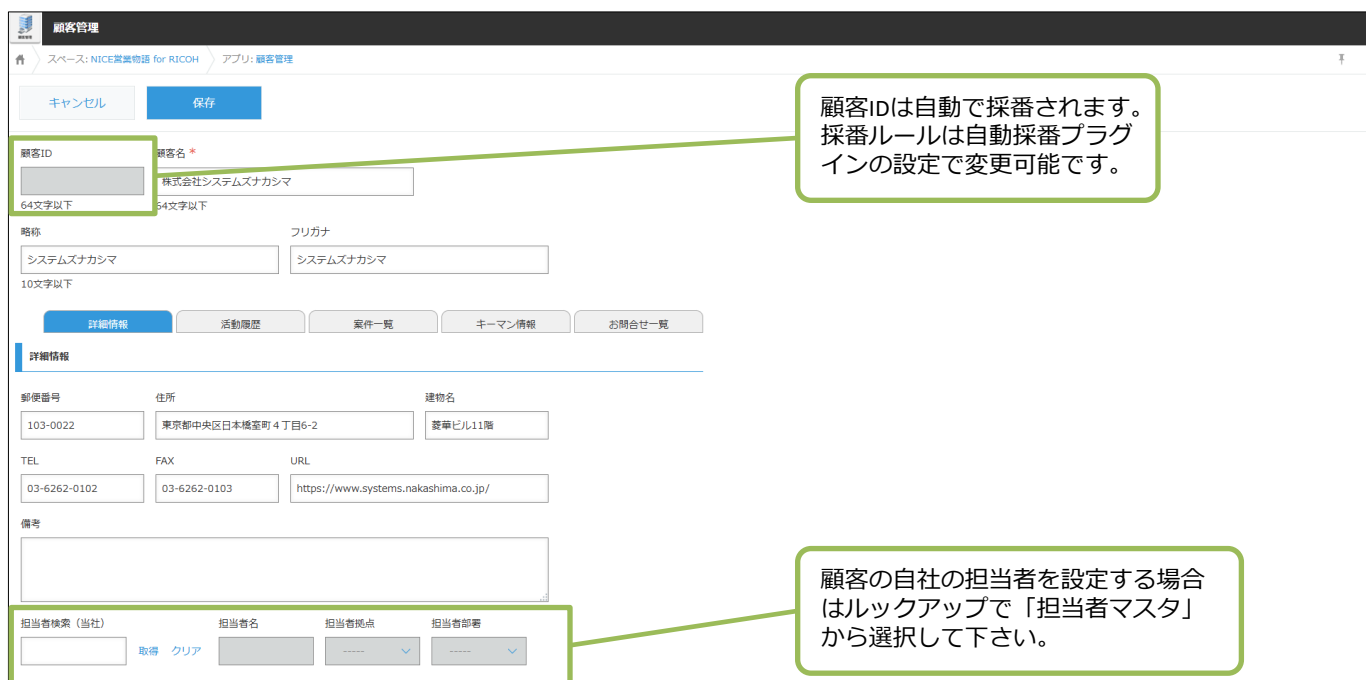 顧客管理
スペース: NICE営業物語 for RICOH アプリ: 顧客管理
キャンセル 保存
顧客IDは自動で採番されます。
採番ルールは自動採番プラグ
インの設定で変更可能です。
顧客ID 顧客名 *
株式会社システムズナカシマ
64文字以下 64文字以下
略称 フリガナ
システムズナカシマ システムズナカシマ
10文字以下
詳細情報 活動履歴 案件一覧 キーマン情報 お問合せ一覧
詳細情報
郵便番号 住所 建物名
103-0022 東京都中央区日本橋室町4丁目6-2 菱華ビル11階
TEL FAX URL
03-6262-0102 03-6262-0103 https://www.systems.nakashima.co.jp/
備考
顧客の自社の担当者を設定する場合
はルックアップで「担当者マスタ」
から選択して下さい。
担当者検索（当社） 担当者名 担当者拠点 担当者部署
取得 クリア ----- -----